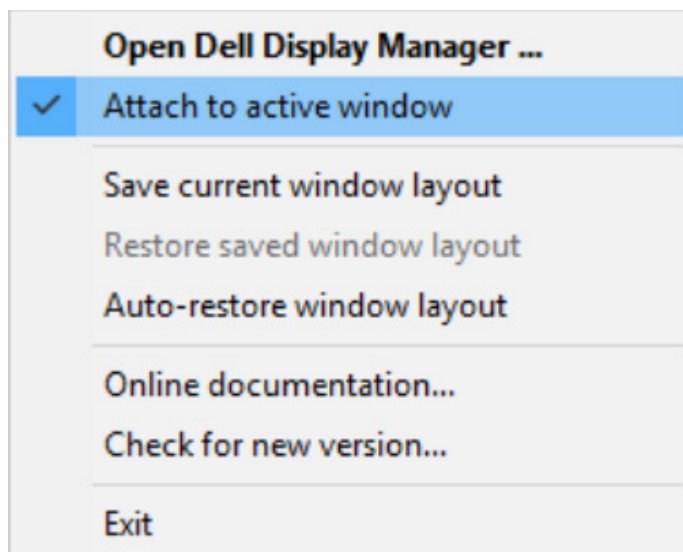 Open Dell Display Manager ...
Attach to active window
Save current window layout
Restore saved window layout
Auto-restore window layout
Online documentation...
Check for new version...
Exit